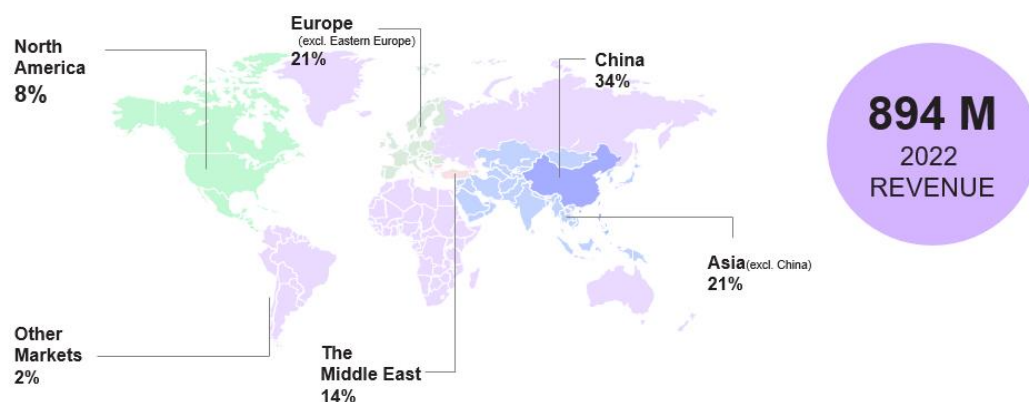 North
America
8%
Europe
(excl. Eastern Europe)
21%
China
34%
894 M
2022
REVENUE
Asia(excl. China)
21%
Other
Markets
2%
The
Middle East
14%